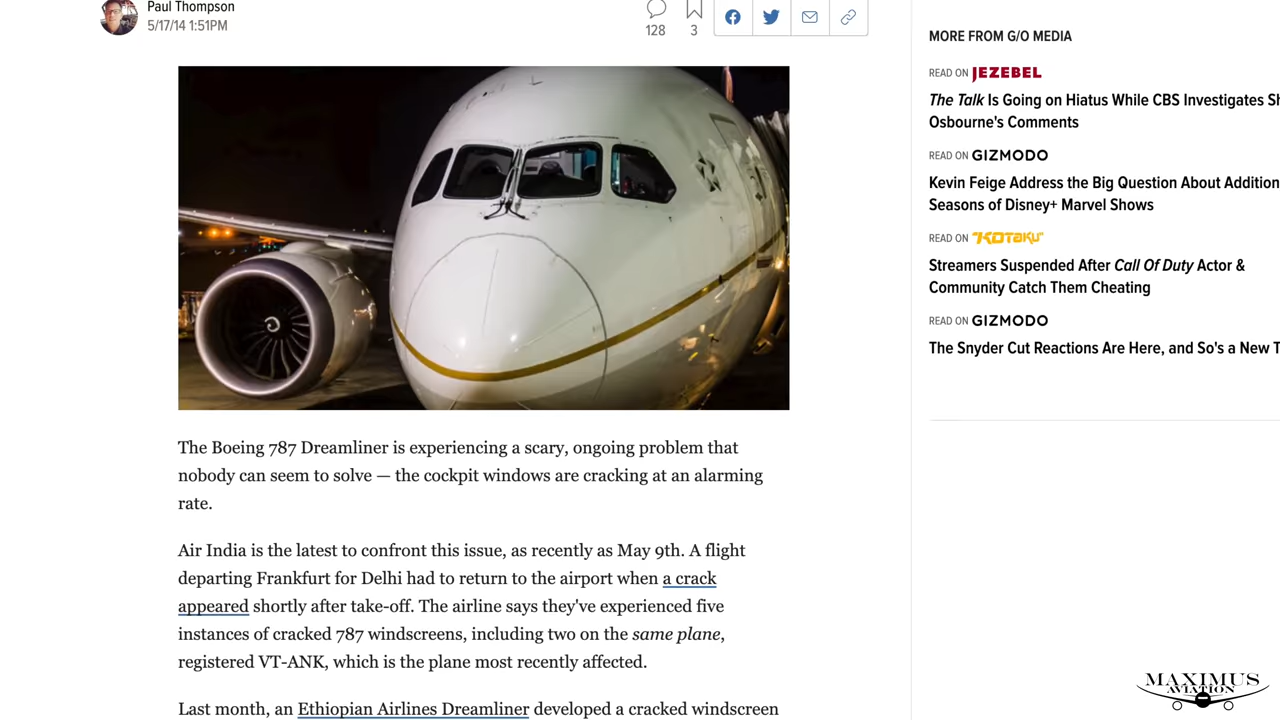 Paul Thompson
5/17/14 1:51PM
128
3
The Boeing 787 Dreamliner is experiencing a scary, ongoing problem that
nobody can seem to solve — the cockpit windows are cracking at an alarming
rate.
Air India is the latest to confront this issue, as recently as May 9th. A flight
departing Frankfurt for Delhi had to return to the airport when a crack
appeared shortly after take-off. The airline says they've experienced five
instances of cracked 787 windscreens, including two on the same plane,
registered VT-ANK, which is the plane most recently affected.
Last month, an Ethiopian Airlines Dreamliner developed a cracked windscreen
MORE FROM G/O MEDIA
READ ON JEZEBEL
The Talk Is Going on Hiatus While CBS Investigates Sh
Osbourne's Comments
READ ON GIZMODO
Kevin Feige Address the Big Question About Addition
Seasons of Disney+ Marvel Shows
READ ON KOTAKU
Streamers Suspended After Call Of Duty Actor &
Community Catch Them Cheating
READ ON GIZMODO
The Snyder Cut Reactions Are Here, and So's a New T
MAXIMUS
AVIATION